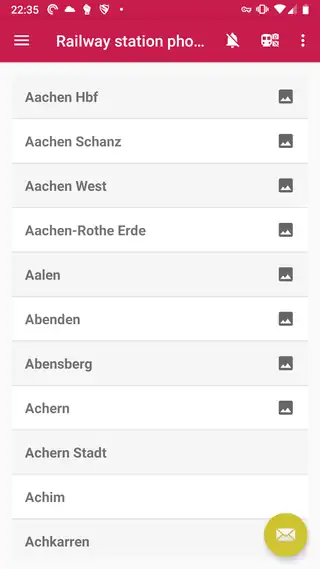 22:35
Railway station pho...
Aachen Hbf
Aachen Schanz
Aachen West
Aachen-Rothe Erde
Aalen
Abenden
Abensberg
Achern
Achern Stadt
Achim
Achkarren